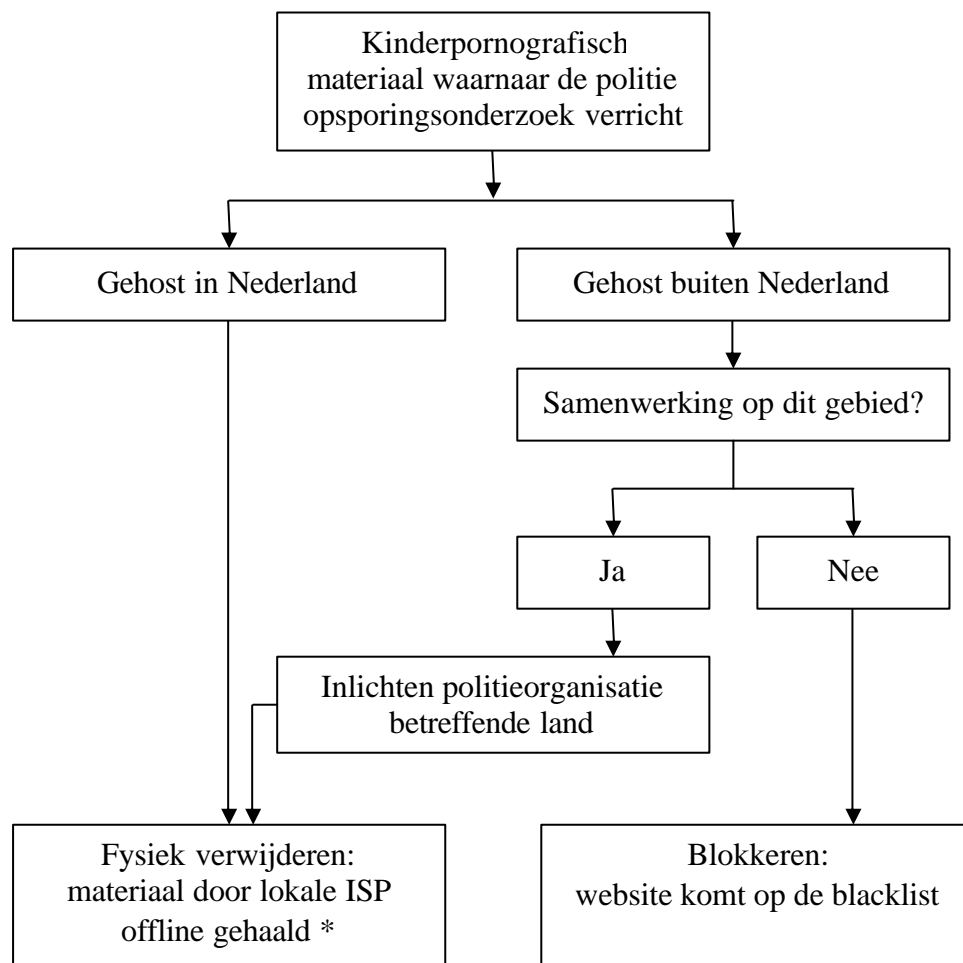 Kinderpornografisch
materiaal waarnaar de politie
opsporingsonderzoek verricht
Gehost in Nederland
Gehost buiten Nederland
Samenwerking op dit gebied?
Ja
Nee
Inlichten politieorganisatie
betreffende land
Fysiek verwijderen:
materiaal door lokale ISP
offline gehaald *
Blokkeren:
website komt op de blacklist